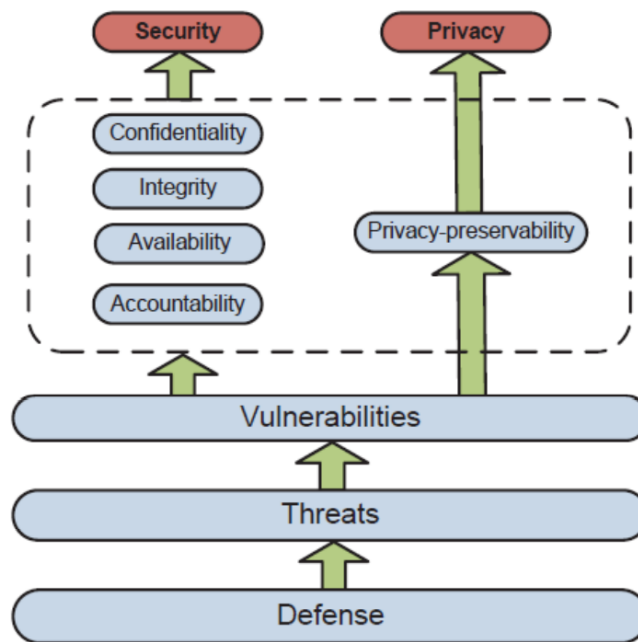 Security
Privacy
Confidentiality
Integrity
Availability
Privacy-preservability
Accountability
Vulnerabilities
Threats
Defense